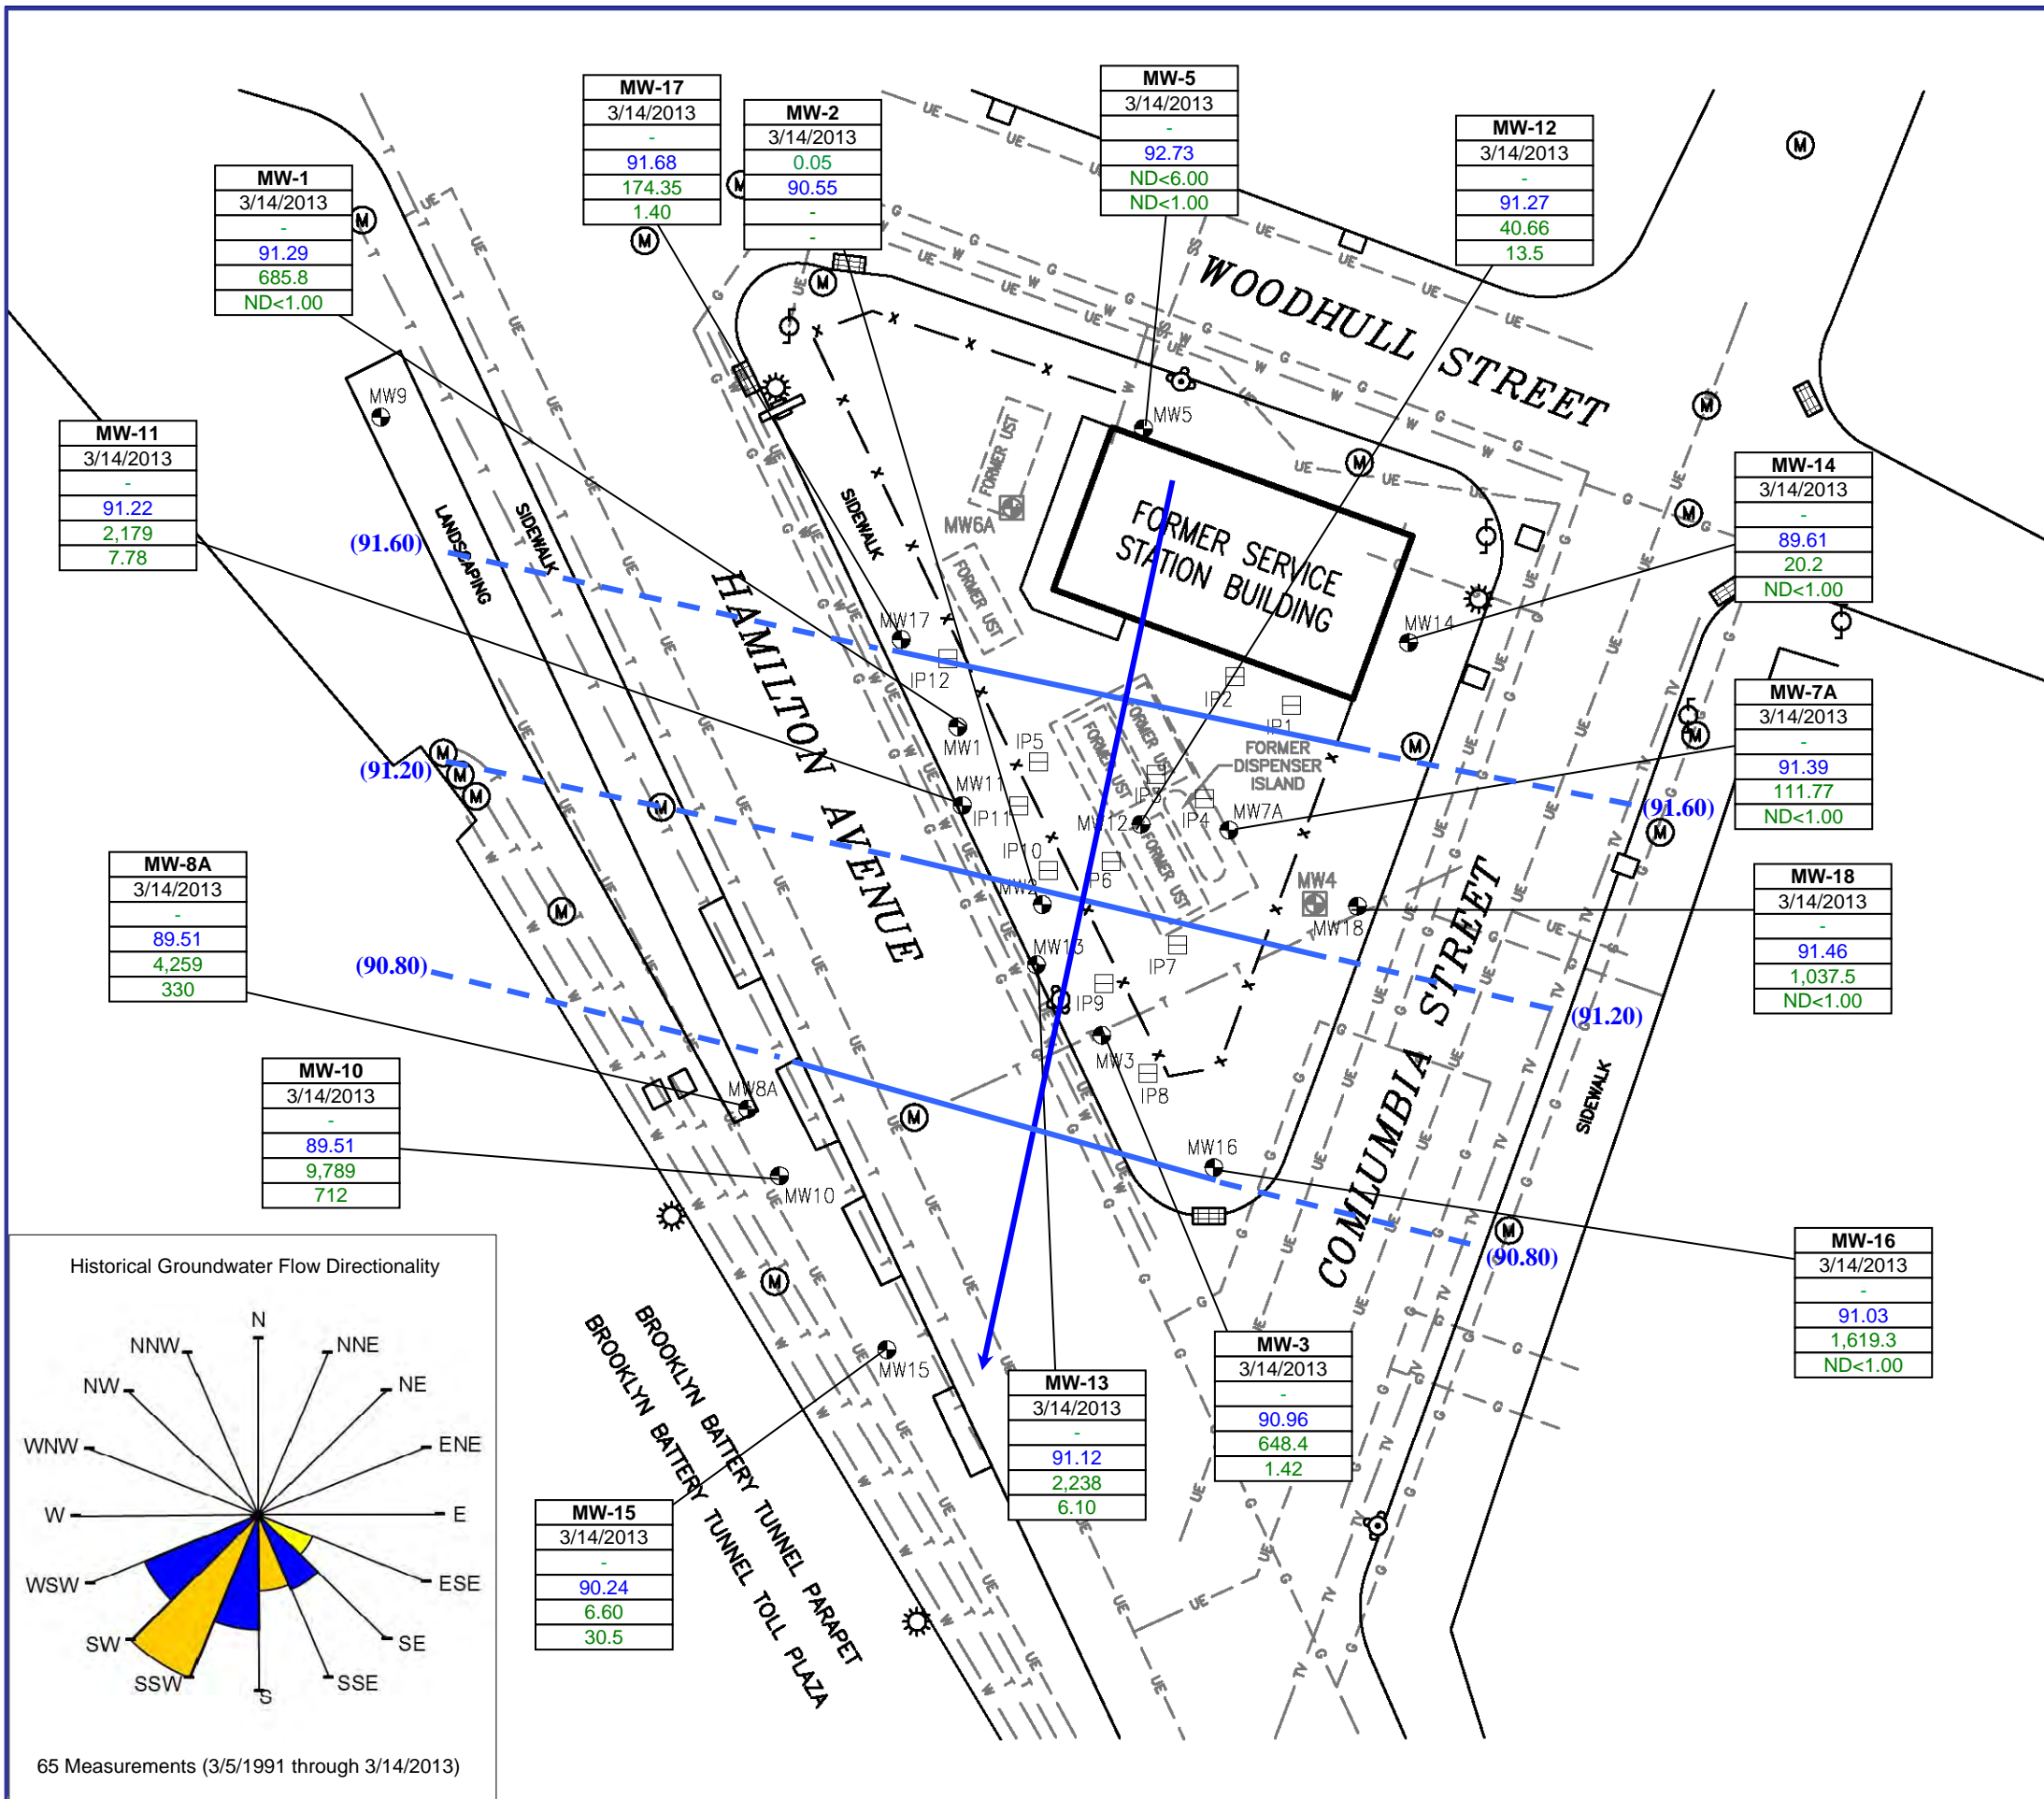 MW-17
3/14/2013
-
91.68
174.35
1.40
MW-2
3/14/2013
0.05
90.55
-
-
MW-5
3/14/2013
-
92.73
ND<6.00
ND<1.00
MW-12
3/14/2013
-
91.27
40.66
13.5
MW-1
3/14/2013
-
91.29
685.8
ND<1.00
MW-11
3/14/2013
-
91.22
2,179
7.78
MW-14
3/14/2013
-
89.61
20.2
ND<1.00
MW-7A
3/14/2013
-
91.39
111.77
ND<1.00
MW-8A
3/14/2013
-
89.51
4,259
330
MW-18
3/14/2013
-
91.46
1,037.5
ND<1.00
MW-10
3/14/2013
-
89.51
9,789
712
MW-16
3/14/2013
-
91.03
1,619.3
ND<1.00
MW-3
3/14/2013
-
90.96
648.4
1.42
MW-13
3/14/2013
-
91.12
2,238
6.10
MW-15
3/14/2013
-
90.24
6.60
30.5
WOODHULL STREET
HAMILTON AVENUE
COMLUMBIA STREET
FORMER SERVICE
STATION BUILDING
SIDEWALK
SIDEWALK
SIDEWALK
LANDSCAPING
FORMER UST
FORMER UST
FORMER UST
FORMER UST
FORMER UST
FORMER
DISPENSER
ISLAND
MW9
MW5
MW6A
MW17
MW14
MW1
MW11
MW12
MW7A
MW2
MW4
MW18
MW13
MW3
MW8A
MW16
MW10
MW15
IP12
IP2
IP1
IP5
IP3
IP4
IP11
IP10
IP6
IP7
IP9
IP8
(91.60)
(91.60)
(91.20)
(91.20)
(90.80)
(90.80)
BROOKLYN BATTERY TUNNEL PARAPET
BROOKLYN BATTERY TUNNEL TOLL PLAZA
Historical Groundwater Flow Directionality
N
NNW
NNE
NW
NE
WNW
ENE
W
E
WSW
ESE
SW
SE
SSW
SSE
S
65 Measurements (3/5/1991 through 3/14/2013)